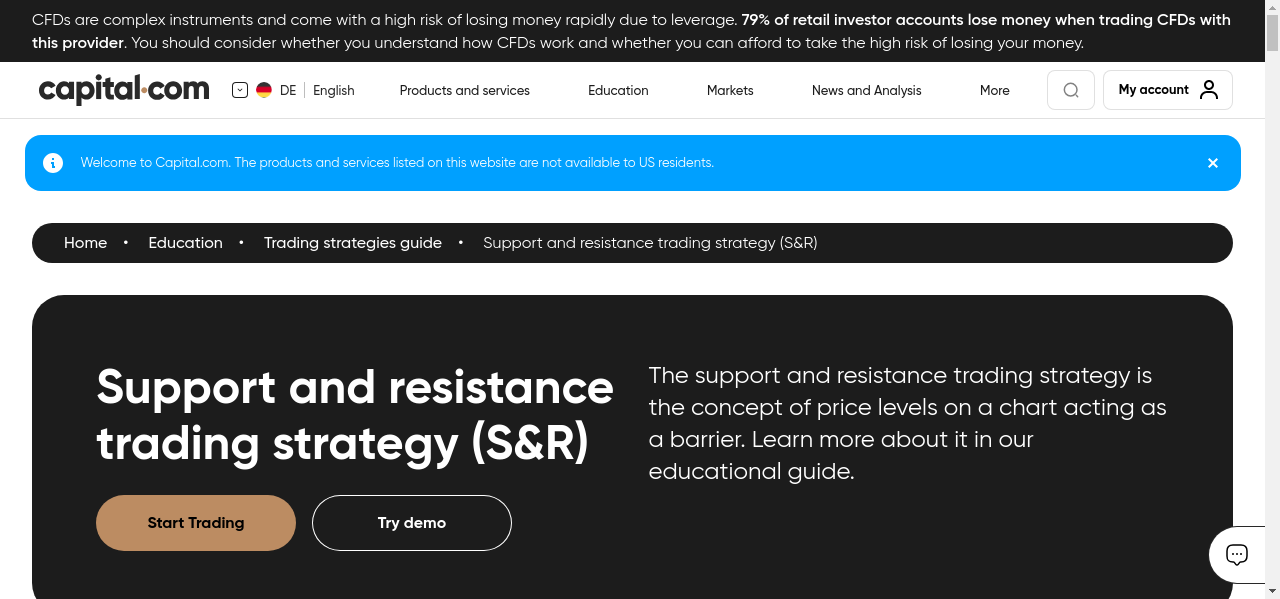 CFDs are complex instruments and come with a high risk of losing money rapidly due to leverage. 79% of retail investor accounts lose money when trading CFDs with
this provider. You should consider whether you understand how CFDs work and whether you can afford to take the high risk of losing your money.
capital.com DE English Products and services Education Markets News and Analysis More My account
Welcome to Capital.com. The products and services listed on this website are not available to US residents.
Home • Education • Trading strategies guide • Support and resistance trading strategy (S&R)
Support and resistance
trading strategy (S&R)
The support and resistance trading strategy is
the concept of price levels on a chart acting as
a barrier. Learn more about it in our
educational guide.
Start Trading Try demo